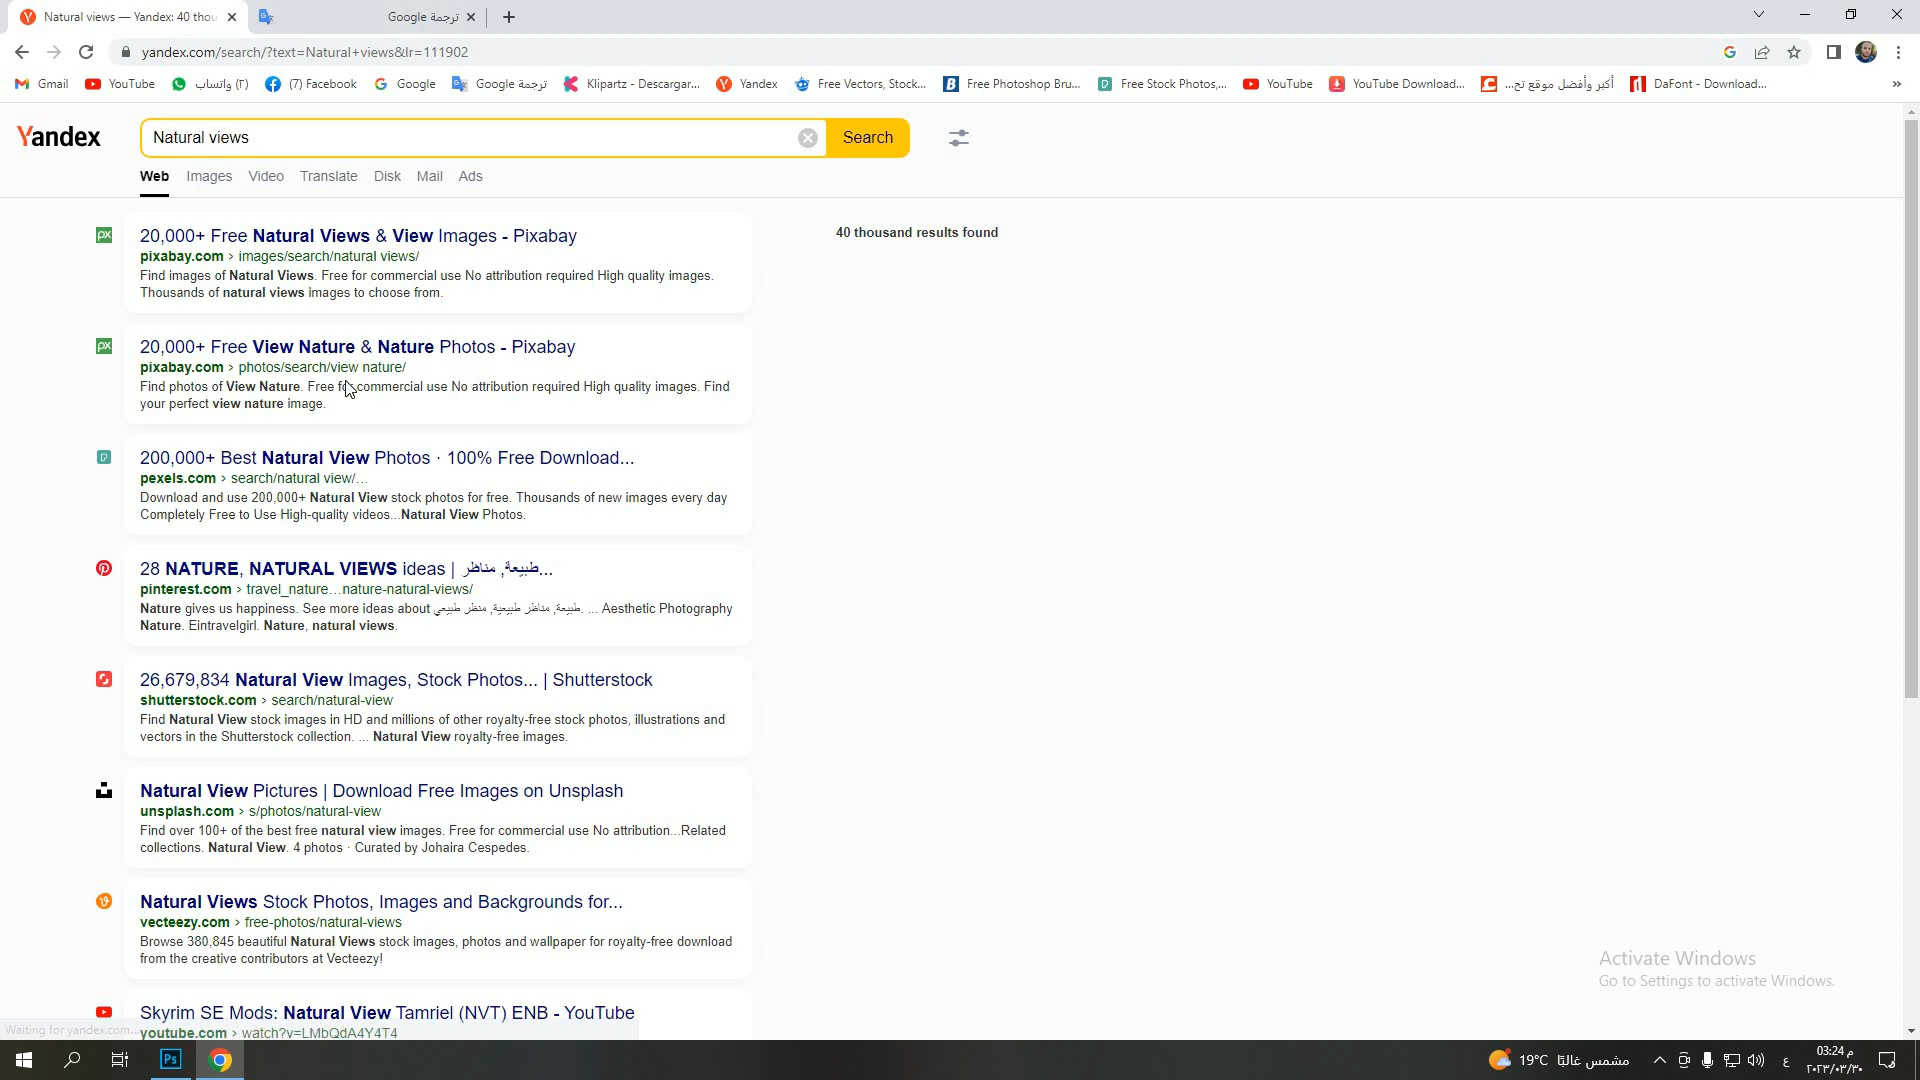 Natural views — Yandex: 40 thou
ترجمة Google
yandex.com/search/?text=Natural+views&lr=111902
Gmail
YouTube
(٢) واتساب
(7) Facebook
Google
ترجمة Google
Klipartz - Descargar...
Yandex
Free Vectors, Stock...
Free Photoshop Bru...
Free Stock Photos,...
YouTube
YouTube Download...
أكبر وأفضل موقع تح...
DaFont - Download...
Yandex
Natural views
Search
Web Images Video Translate Disk Mail Ads
40 thousand results found
20,000+ Free Natural Views & View Images - Pixabay
pixabay.com › images/search/natural views/
Find images of Natural Views. Free for commercial use No attribution required High quality images.
Thousands of natural views images to choose from.
20,000+ Free View Nature & Nature Photos - Pixabay
pixabay.com › photos/search/view nature/
Find photos of View Nature. Free for commercial use No attribution required High quality images. Find
your perfect view nature image.
200,000+ Best Natural View Photos · 100% Free Download...
pexels.com › search/natural view/...
Download and use 200,000+ Natural View stock photos for free. Thousands of new images every day
Completely Free to Use High-quality videos...Natural View Photos.
28 NATURE, NATURAL VIEWS ideas | طبيعة, مناظر...
pinterest.com › travel_nature...nature-natural-views/
Nature gives us happiness. See more ideas about طبيعة, مناظر طبيعية, منظر طبيعي. ... Aesthetic Photography
Nature. Eintravelgirl. Nature, natural views.
26,679,834 Natural View Images, Stock Photos... | Shutterstock
shutterstock.com › search/natural-view
Find Natural View stock images in HD and millions of other royalty-free stock photos, illustrations and
vectors in the Shutterstock collection. ... Natural View royalty-free images.
Natural View Pictures | Download Free Images on Unsplash
unsplash.com › s/photos/natural-view
Find over 100+ of the best free natural view images. Free for commercial use No attribution...Related
collections. Natural View. 4 photos · Curated by Johaira Cespedes.
Natural Views Stock Photos, Images and Backgrounds for...
vecteezy.com › free-photos/natural-views
Browse 380,845 beautiful Natural Views stock images, photos and wallpaper for royalty-free download
from the creative contributors at Vecteezy!
Skyrim SE Mods: Natural View Tamriel (NVT) ENB - YouTube
youtube.com › watch?v=LMbQdA4Y4T4
Waiting for yandex.com...
Activate Windows
Go to Settings to activate Windows.
Ps
19°C مشمس غالبًا
ع
03:24 م
٢٠٢٣/٠٣/٣٠